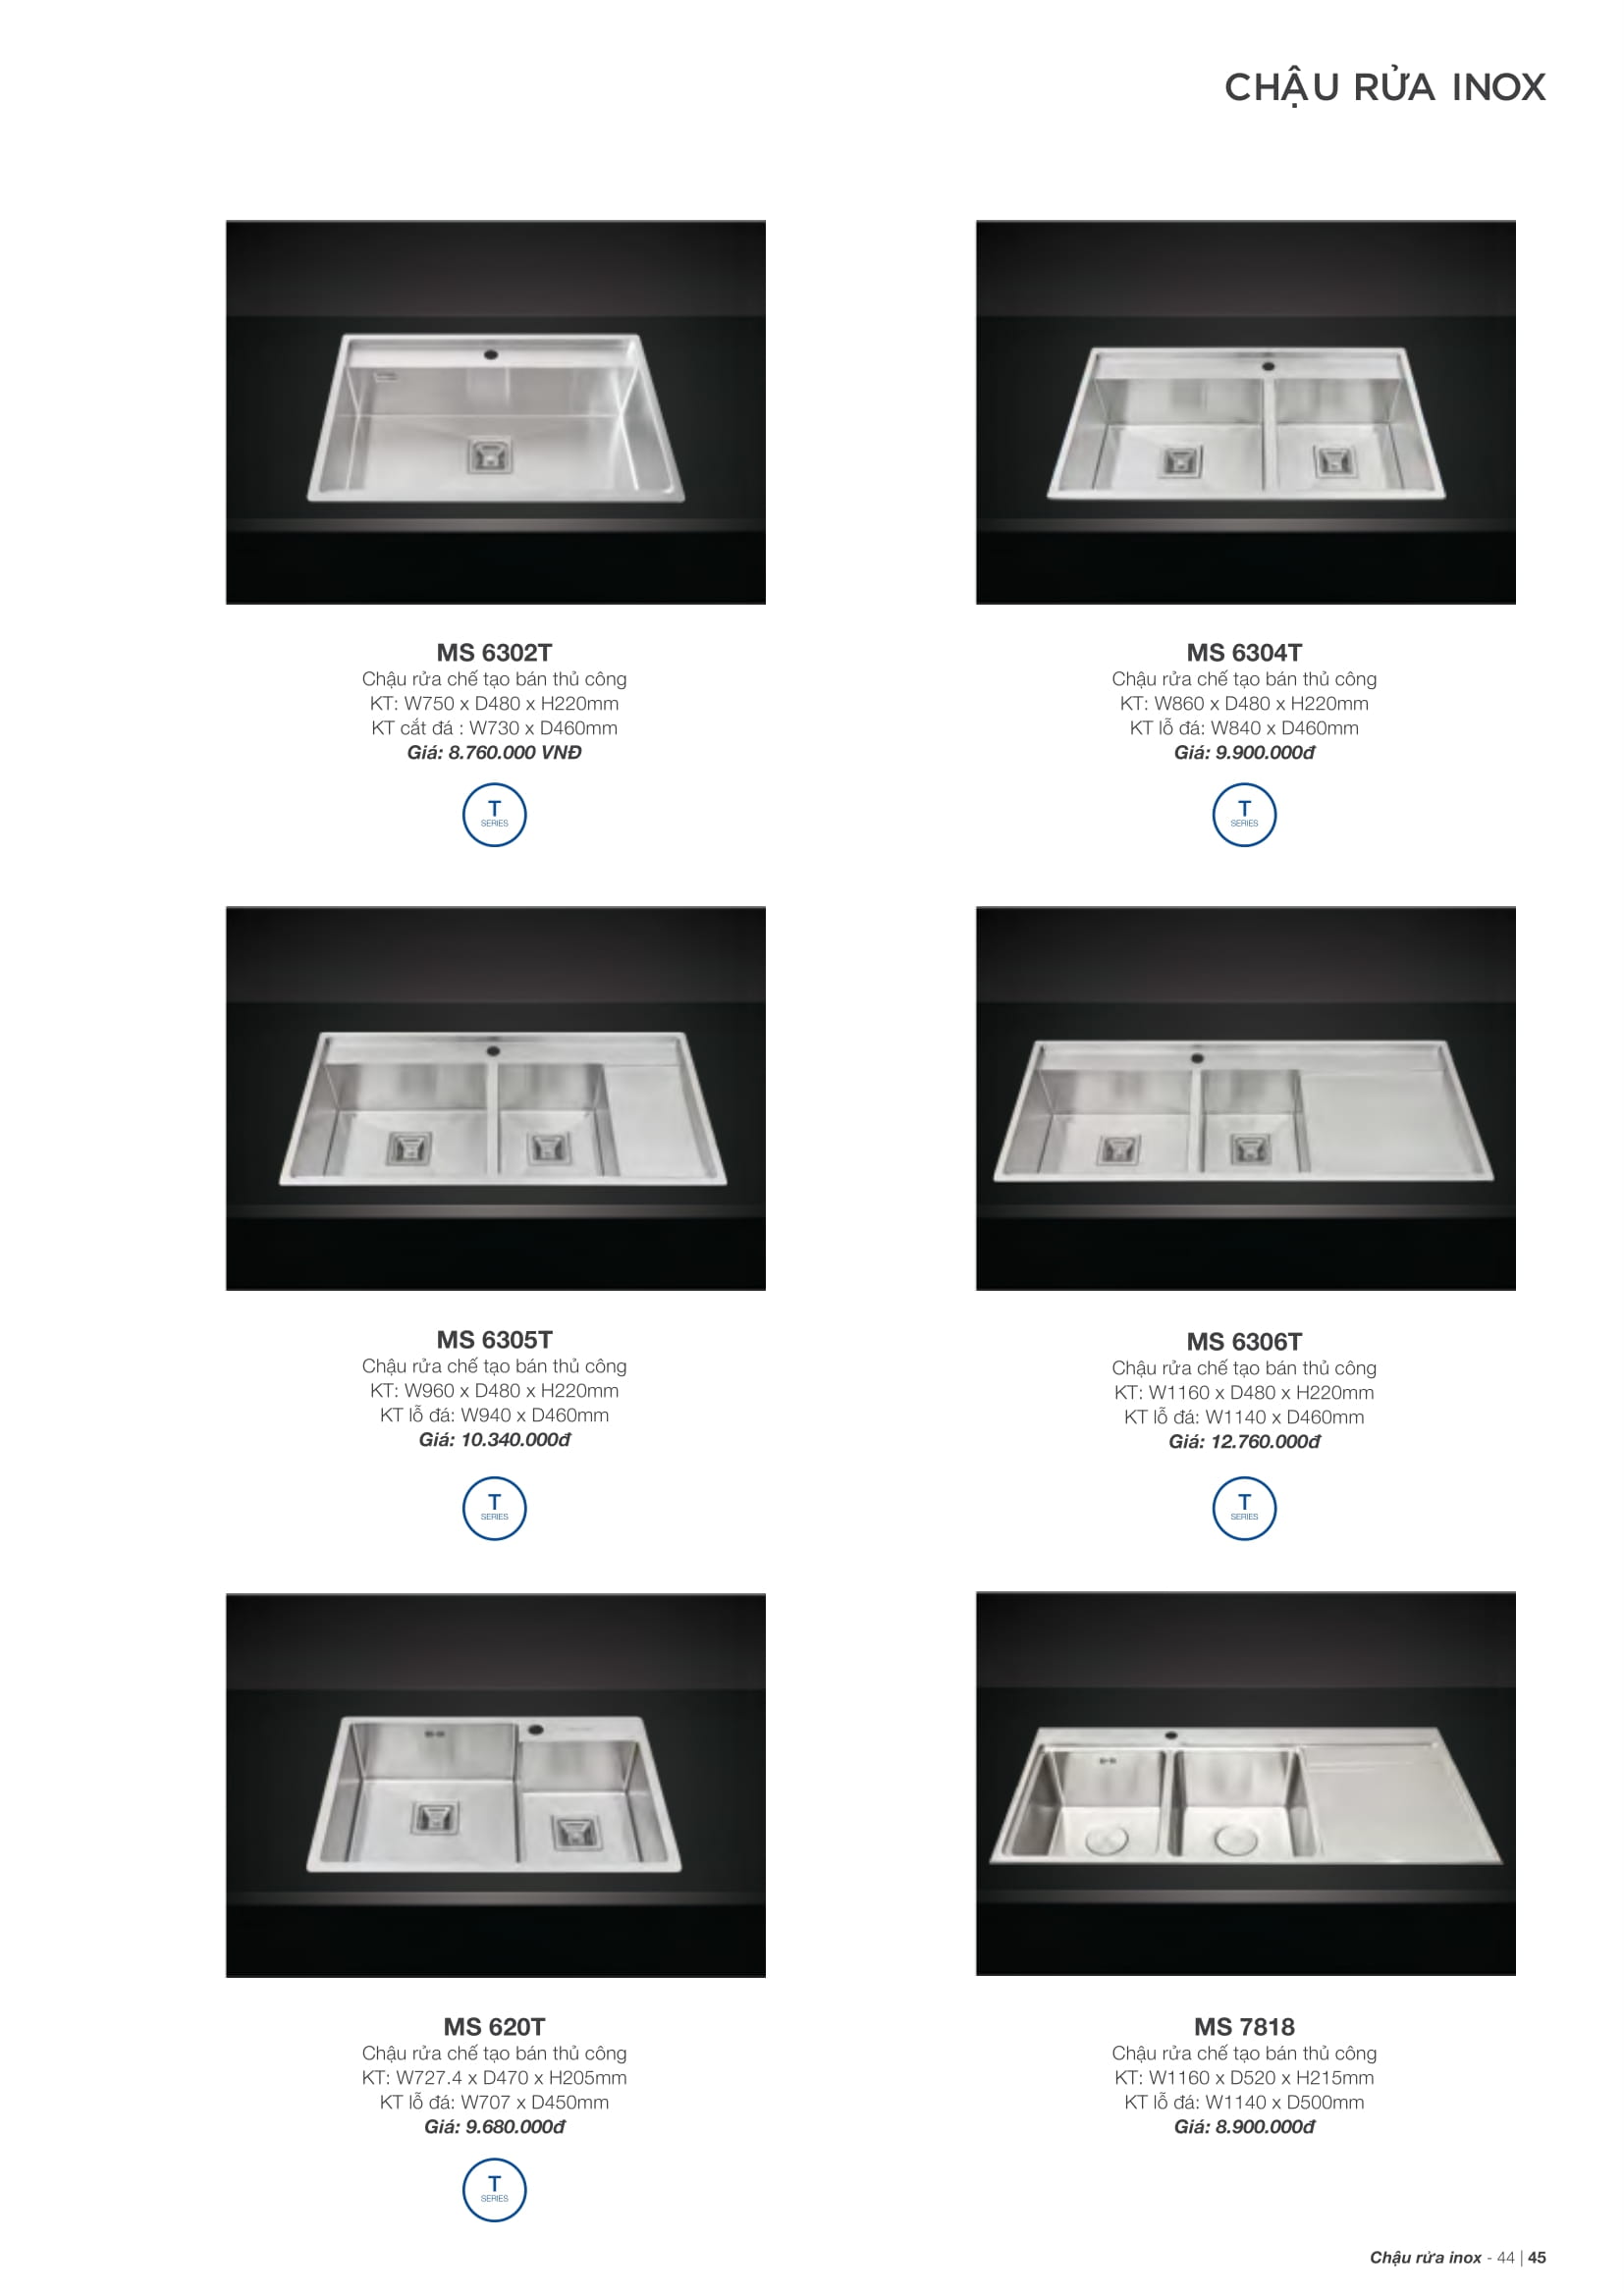 CHẬU RỬA INOX
MS 6302T
Chậu rửa chế tạo bán thủ công
KT: W750 x D480 x H220mm
KT cắt đá : W730 x D460mm
Giá: 8.760.000 VNĐ
T
SERIES
MS 6304T
Chậu rửa chế tạo bán thủ công
KT: W860 x D480 x H220mm
KT lỗ đá: W840 x D460mm
Giá: 9.900.000đ
T
SERIES
MS 6305T
Chậu rửa chế tạo bán thủ công
KT: W960 x D480 x H220mm
KT lỗ đá: W940 x D460mm
Giá: 10.340.000đ
T
SERIES
MS 6306T
Chậu rửa chế tạo bán thủ công
KT: W1160 x D480 x H220mm
KT lỗ đá: W1140 x D460mm
Giá: 12.760.000đ
T
SERIES
MS 620T
Chậu rửa chế tạo bán thủ công
KT: W727.4 x D470 x H205mm
KT lỗ đá: W707 x D450mm
Giá: 9.680.000đ
T
SERIES
MS 7818
Chậu rửa chế tạo bán thủ công
KT: W1160 x D520 x H215mm
KT lỗ đá: W1140 x D500mm
Giá: 8.900.000đ
Chậu rửa inox - 44 | 45